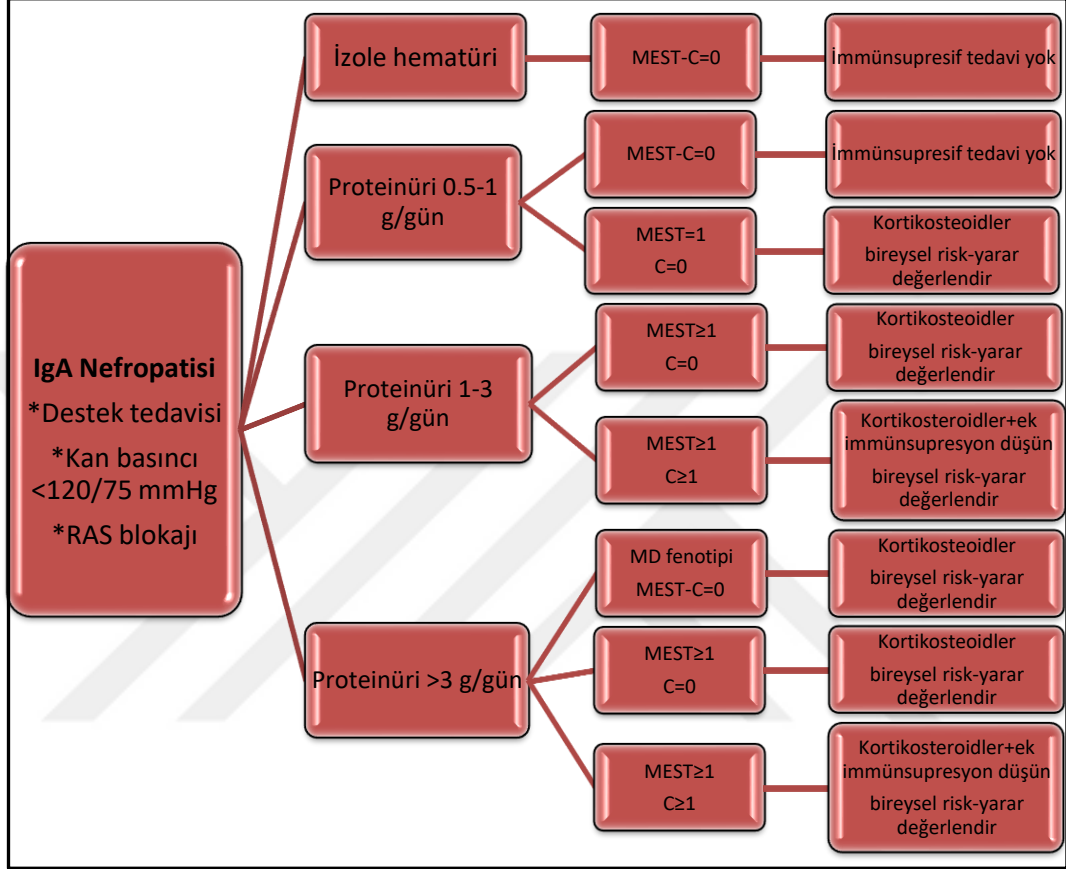 IgA Nefropatisi
*Destek tedavisi
*Kan basıncı
<120/75 mmHg
*RAS blokajı
İzole hematüri
MEST-C=0
İmmünsupresif tedavi yok
Proteinüri 0.5-1
g/gün
MEST-C=0
İmmünsupresif tedavi yok
MEST=1
C=0
Kortikosteoidler
bireysel risk-yarar
değerlendir
Proteinüri 1-3
g/gün
MEST≥1
C=0
Kortikosteoidler
bireysel risk-yarar
değerlendir
MEST≥1
C≥1
Kortikosteroidler+ek
immünsupresyon düşün
bireysel risk-yarar
değerlendir
Proteinüri >3 g/gün
MD fenotipi
MEST-C=0
Kortikosteoidler
bireysel risk-yarar
değerlendir
MEST≥1
C=0
Kortikosteoidler
bireysel risk-yarar
değerlendir
MEST≥1
C≥1
Kortikosteroidler+ek
immünsupresyon düşün
bireysel risk-yarar
değerlendir